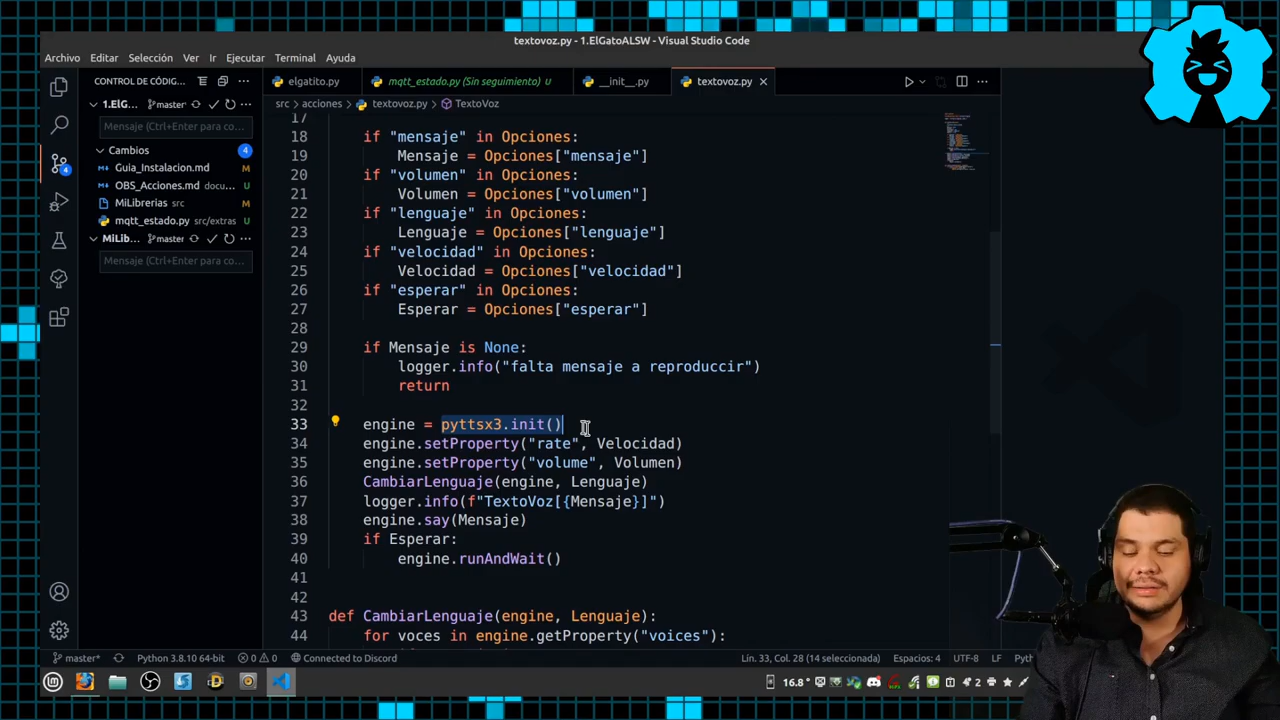 textovoz.py - 1.ElGatoALSW - Visual Studio Code
Archivo Editar Selección Ver Ir Ejecutar Terminal Ayuda
CONTROL DE CÓDIG...
elgatito.py
mqtt_estado.py (Sin seguimiento) U
__init__.py
textovoz.py
1.ElG... master
Mensaje (Ctrl+Enter para co...
Cambios 4
Guia_Instalacion.md M
OBS_Acciones.md docu... U
MiLibrerias src M
mqtt_estado.py src/extras U
MiLib... master
Mensaje (Ctrl+Enter para co...
4
src > acciones > textovoz.py > TextoVoz
17
18 if "mensaje" in Opciones:
19 Mensaje = Opciones["mensaje"]
20 if "volumen" in Opciones:
21 Volumen = Opciones["volumen"]
22 if "lenguaje" in Opciones:
23 Lenguaje = Opciones["lenguaje"]
24 if "velocidad" in Opciones:
25 Velocidad = Opciones["velocidad"]
26 if "esperar" in Opciones:
27 Esperar = Opciones["esperar"]
28
29 if Mensaje is None:
30 logger.info("falta mensaje a reproduccir")
31 return
32
33 engine = pyttsx3.init()
34 engine.setProperty("rate", Velocidad)
35 engine.setProperty("volume", Volumen)
36 CambiarLenguaje(engine, Lenguaje)
37 logger.info(f"TextoVoz[{Mensaje}]")
38 engine.say(Mensaje)
39 if Esperar:
40 engine.runAndWait()
41
42
43 def CambiarLenguaje(engine, Lenguaje):
44 for voces in engine.getProperty("voices"):
master* Python 3.8.10 64-bit 0 0 Connected to Discord Lín. 33, Col. 28 (14 seleccionada) Espacios: 4 UTF-8 LF Pyth
16.8° 2